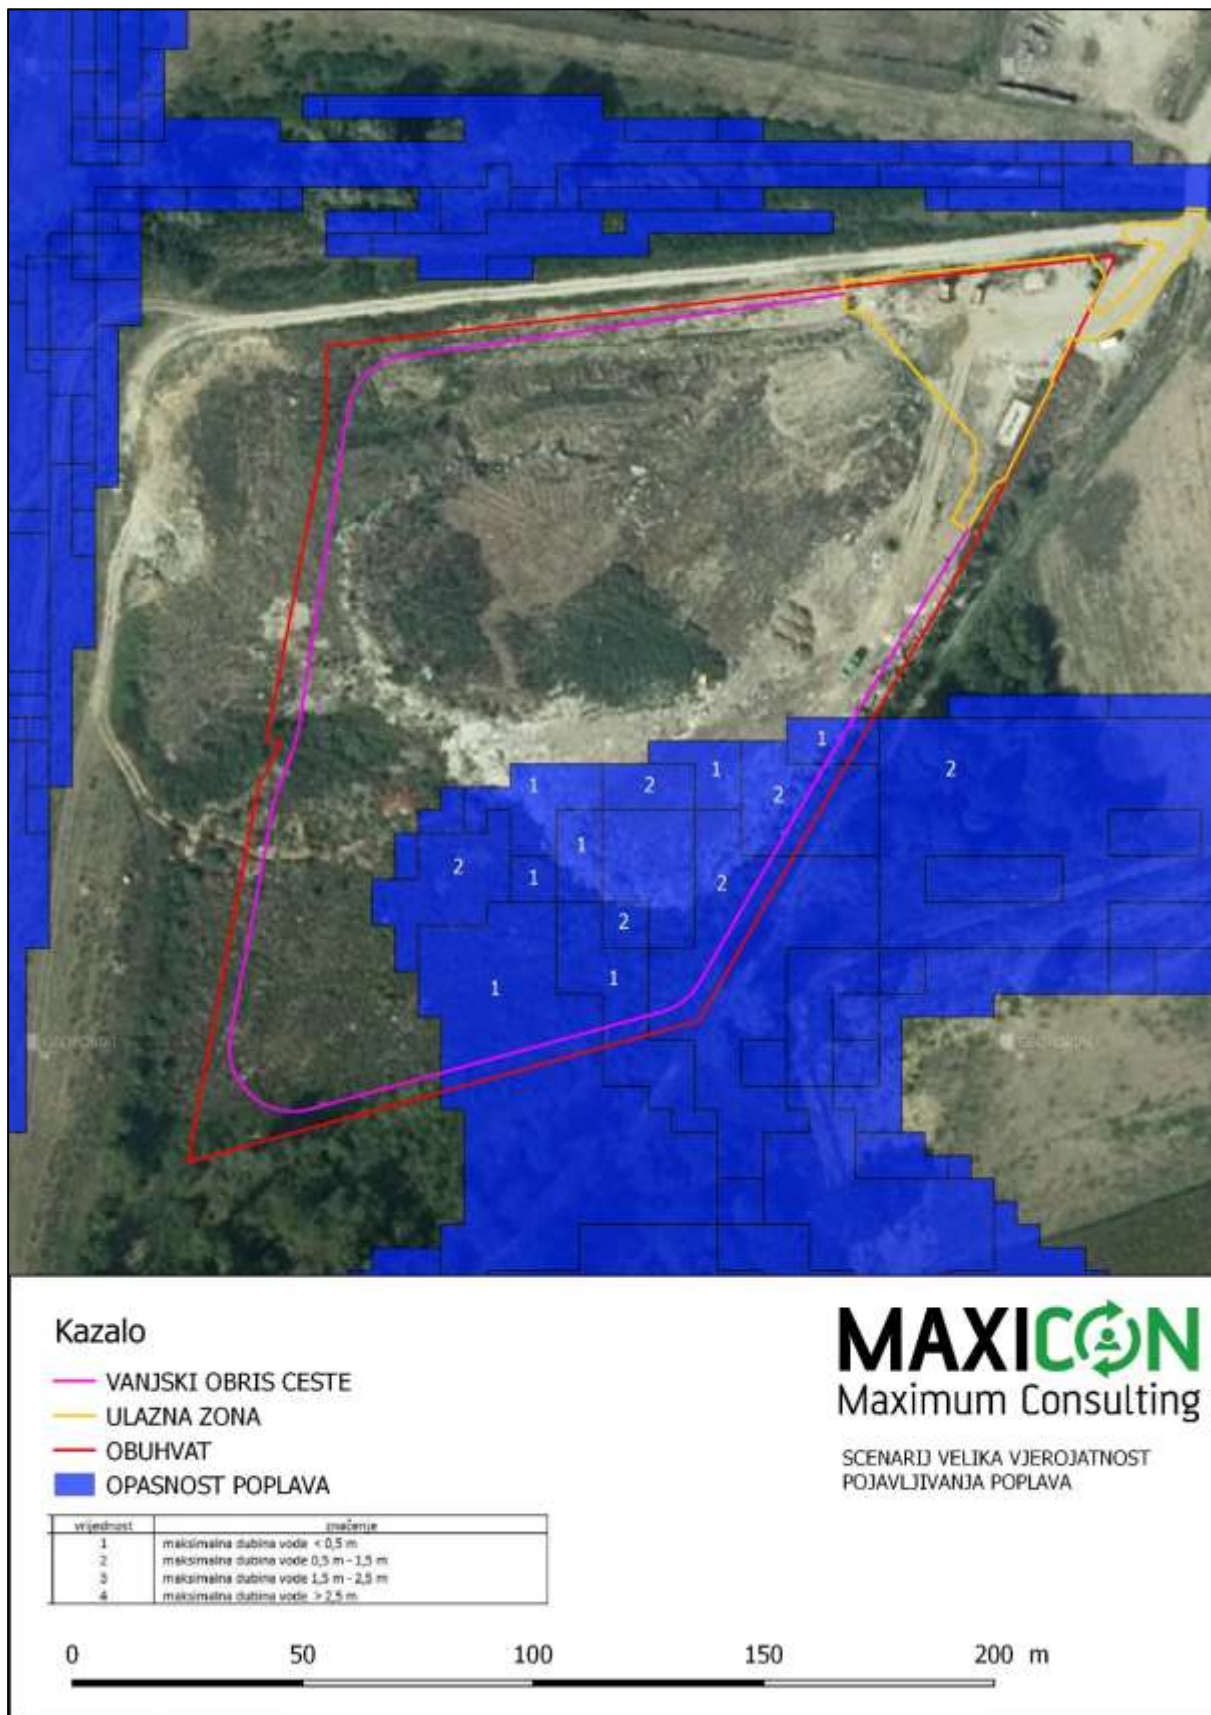 1
2
1
2
2
1
2
1
2
2
1
1
Kazalo
VANJSKI OBRIS CESTE
ULAZNA ZONA
OBUHVAT
OPASNOST POPLAVA
MAXICON
Maximum Consulting
SCENARIJ VELIKA VJEROJATNOST
POJAVLJIVANJA POPLAVA
vrijednost značenje
1 maksimalna dubina vode < 0,5 m
2 maksimalna dubina vode 0,5 m - 1,5 m
3 maksimalna dubina vode 1,5 m - 2,5 m
4 maksimalna dubina vode > 2,5 m
0 50 100 150 200 m